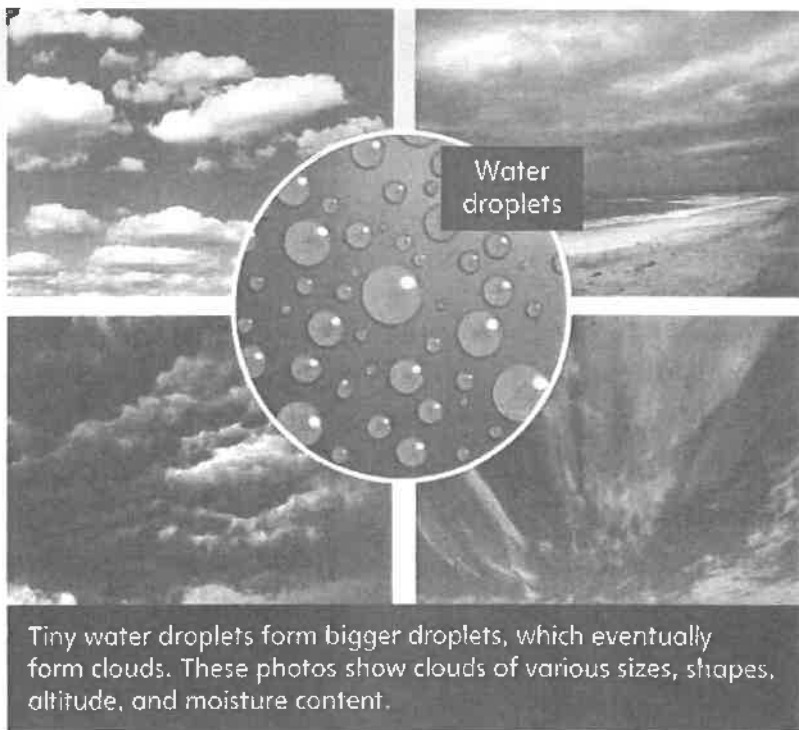 Water
droplets
Tiny water droplets form bigger droplets, which eventually
form clouds. These photos show clouds of various sizes, shapes,
altitude, and moisture content.